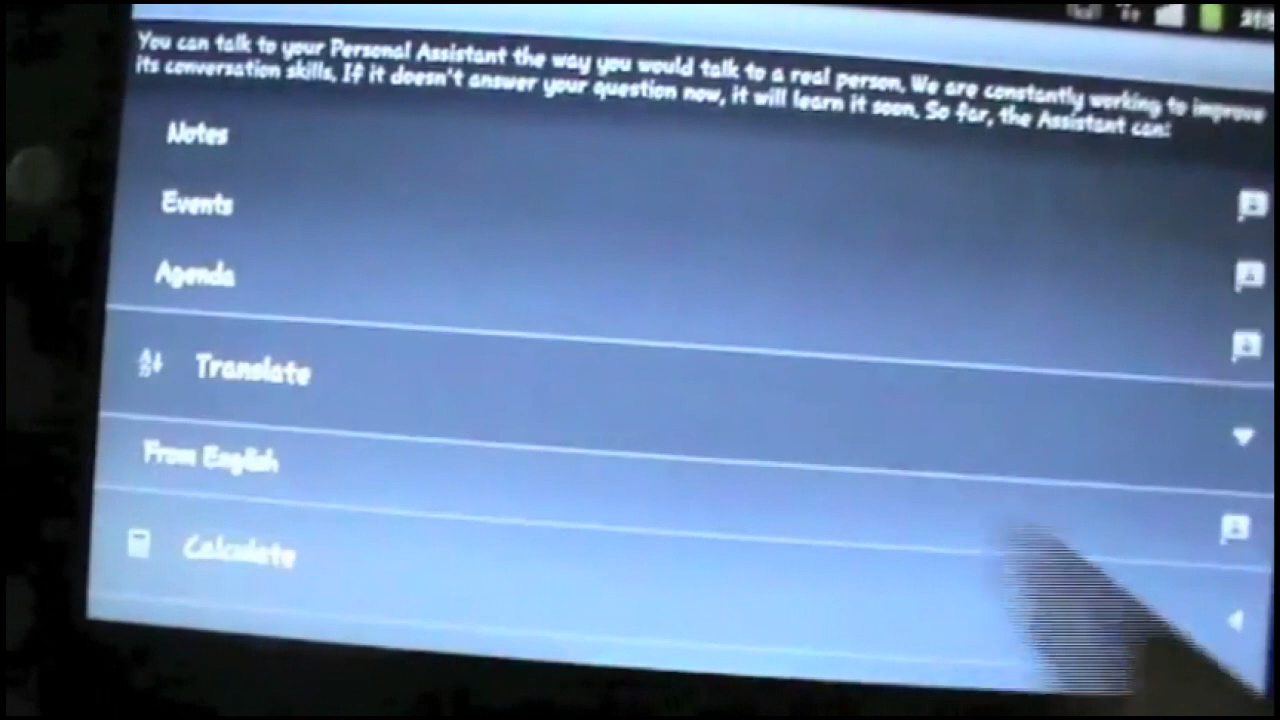 You can talk to your Personal Assistant the way you would talk to a real person. We are constantly working to improve
its conversation skills. If it doesn't answer your question now, it will learn it soon. So far, the Assistant can:
Notes
Events
Agenda
Translate
From English
Calculate